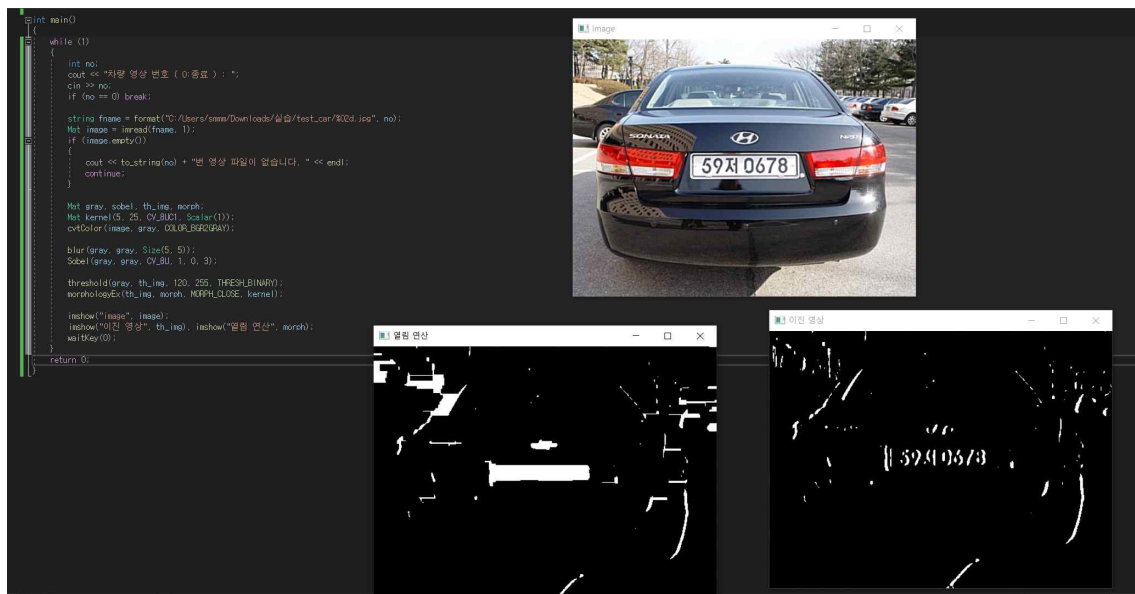 int main()
{
while (1)
{
int no;
cout << "차량 영상 번호 ( 0:종료 ) : ";
cin >> no;
if (no == 0) break;
string fname = format("C:/Users/smmm/Downloads/실습/test_car/%02d.jpg", no);
Mat image = imread(fname, 1);
if (image.empty())
{
cout << to_string(no) + "번 영상 파일이 없습니다. " << endl;
continue;
}
Mat gray, sobel, th_img, morph;
Mat kernel(5, 25, CV_8UC1, Scalar(1));
cvtColor(image, gray, COLOR_BGR2GRAY);
blur(gray, gray, Size(5, 5));
Sobel(gray, gray, CV_8U, 1, 0, 3);
threshold(gray, th_img, 120, 255, THRESH_BINARY);
morphologyEx(th_img, morph, MORPH_CLOSE, kernel);
imshow("image", image);
imshow("이진 영상", th_img), imshow("열림 연산", morph);
waitKey(0);
}
return 0;
}
image
SONATA
59저 0678
열림 연산
이진 영상
59저 0678